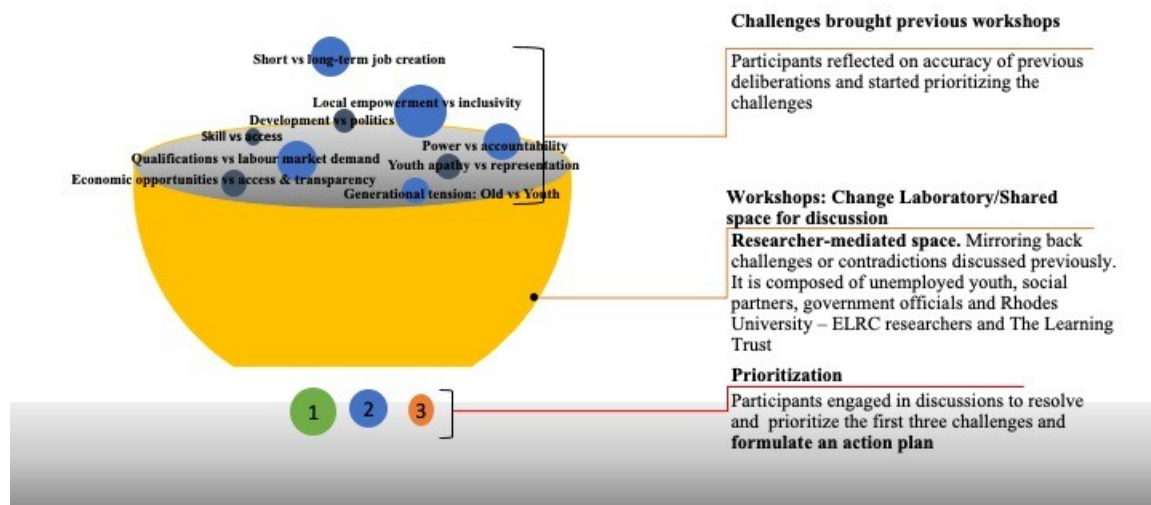 Short vs long-term job creation
Local empowerment vs inclusivity
Development vs politics
Skill vs access
Power vs accountability
Qualifications vs labour market demand
Youth apathy vs representation
Economic opportunities vs access & transparency
Generational tension: Old vs Youth
1
2
3
Challenges brought previous workshops
Participants reflected on accuracy of previous
deliberations and started prioritizing the
challenges
Workshops: Change Laboratory/Shared
space for discussion
Researcher-mediated space. Mirroring back
challenges or contradictions discussed previously.
It is composed of unemployed youth, social
partners, government officials and Rhodes
University – ELRC researchers and The Learning
Trust
Prioritization
Participants engaged in discussions to resolve
and prioritize the first three challenges and
formulate an action plan